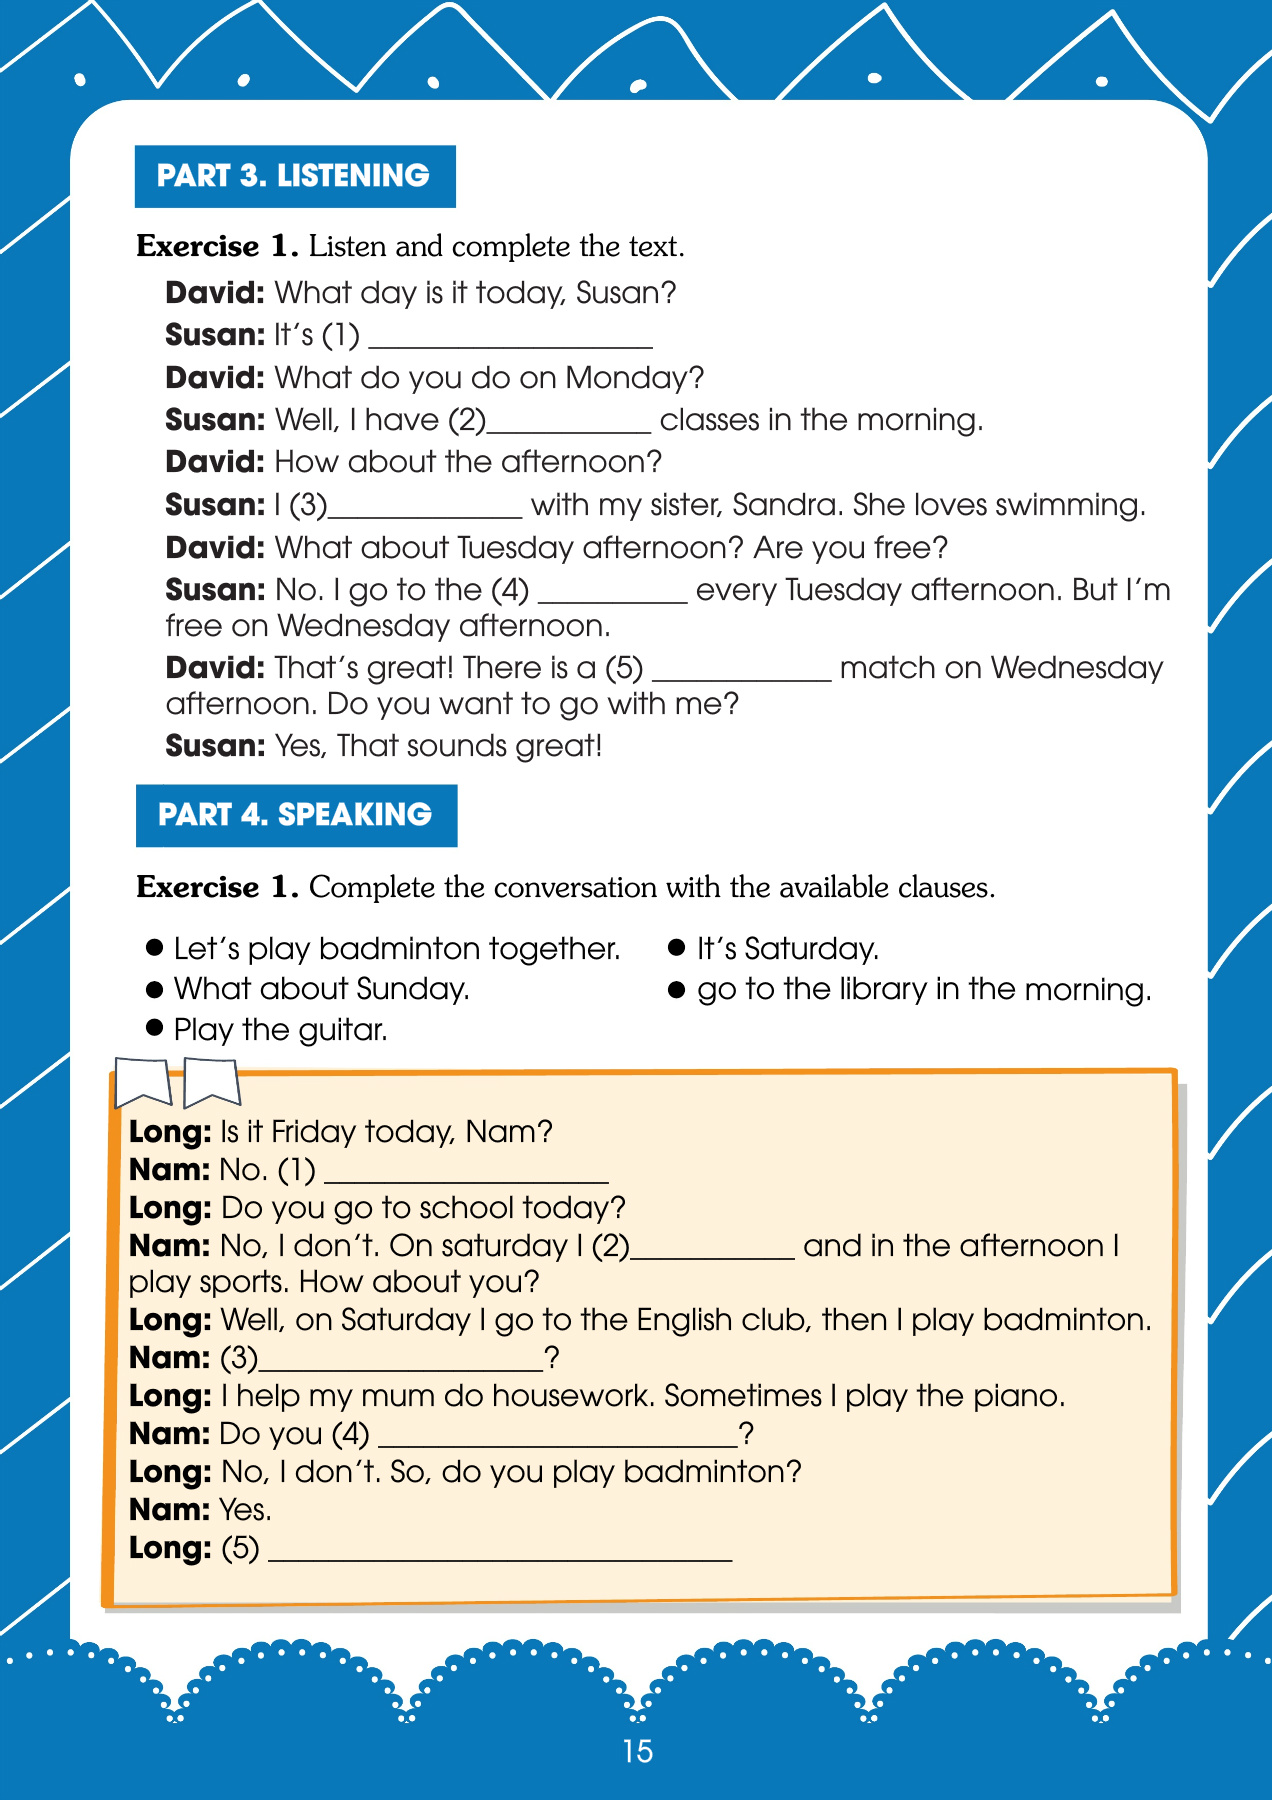 PART 3. LISTENING
Exercise 1. Listen and complete the text.
David: What day is it today, Susan?
Susan: It's (1) ___________________
David: What do you do on Monday?
Susan: Well, I have (2)___________ classes in the morning.
David: How about the afternoon?
Susan: I (3)_____________ with my sister, Sandra. She loves swimming.
David: What about Tuesday afternoon? Are you free?
Susan: No. I go to the (4) __________ every Tuesday afternoon. But I'm
free on Wednesday afternoon.
David: That's great! There is a (5) ____________ match on Wednesday
afternoon. Do you want to go with me?
Susan: Yes, That sounds great!
PART 4. SPEAKING
Exercise 1. Complete the conversation with the available clauses.
● Let's play badminton together. ● It's Saturday.
● What about Sunday. ● go to the library in the morning.
● Play the guitar.
Long: Is it Friday today, Nam?
Nam: No. (1) ___________________
Long: Do you go to school today?
Nam: No, I don't. On saturday I (2)___________ and in the afternoon I
play sports. How about you?
Long: Well, on Saturday I go to the English club, then I play badminton.
Nam: (3)___________________?
Long: I help my mum do housework. Sometimes I play the piano.
Nam: Do you (4) ________________________?
Long: No, I don't. So, do you play badminton?
Nam: Yes.
Long: (5) _______________________________
15